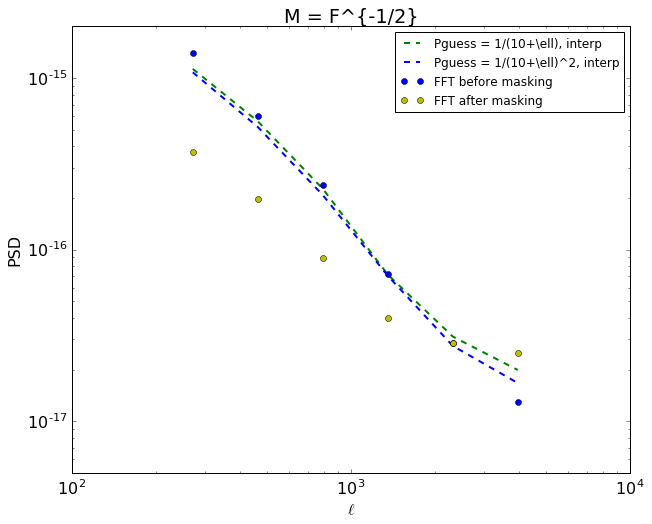 M = F^{-1/2}
Pguess = 1/(10+\ell), interp
Pguess = 1/(10+\ell)^2, interp
FFT before masking
FFT after masking
10^-15
10^-16
10^-17
PSD
10^2
10^3
10^4
ℓ